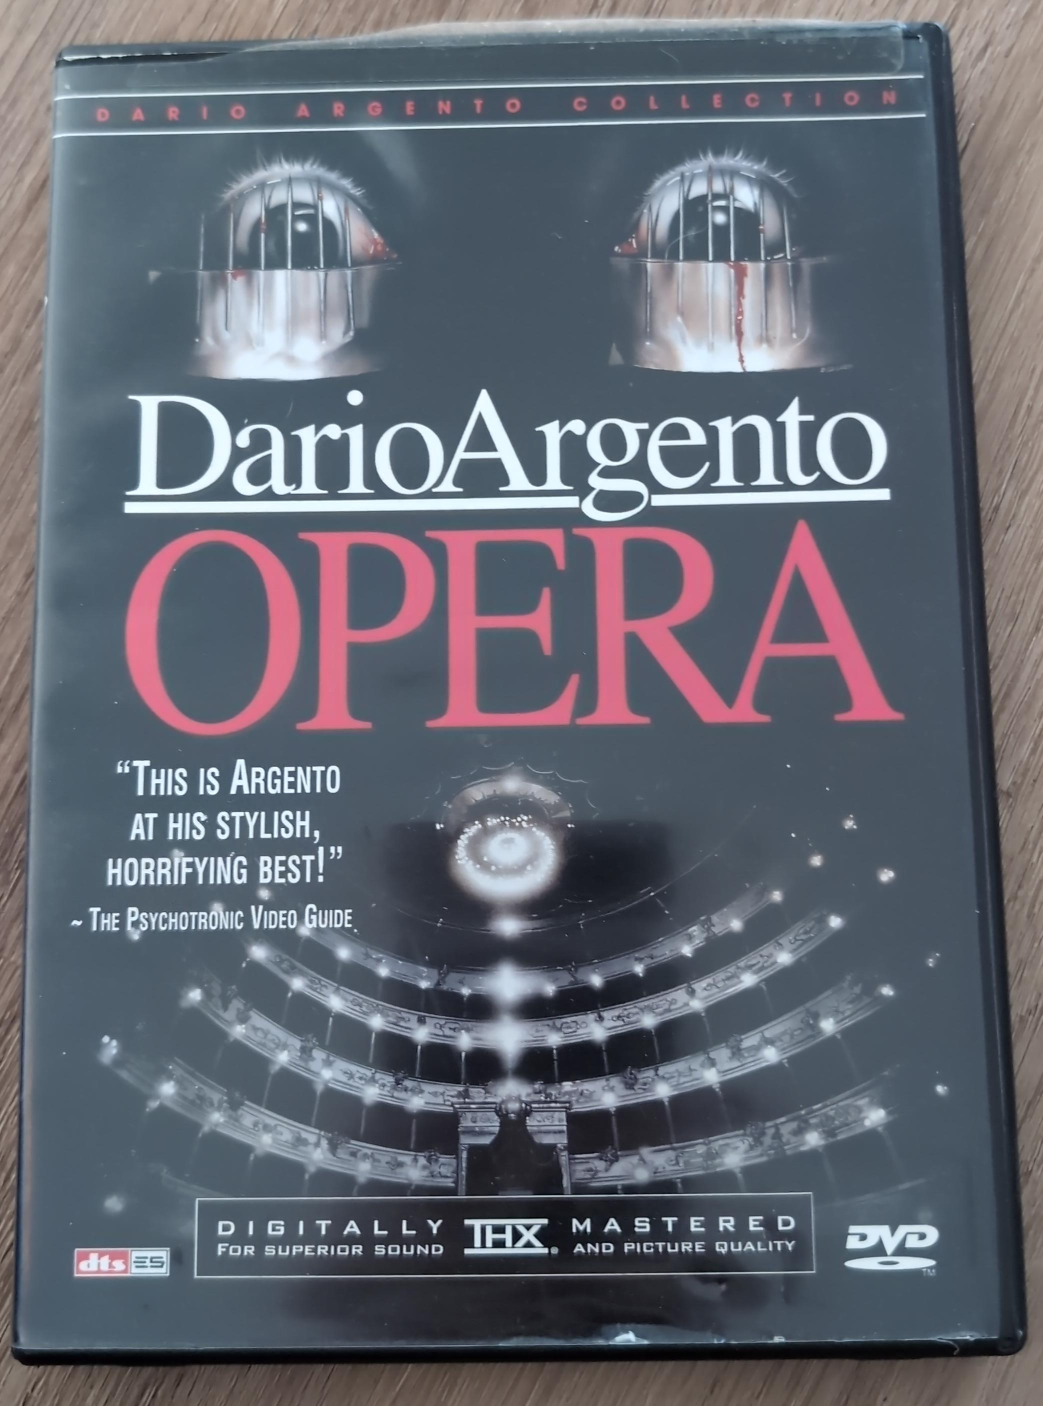 DARIO ARGENTO COLLECTION
DarioArgento
OPERA
“THIS IS ARGENTO
AT HIS STYLISH,
HORRIFYING BEST!”
~ THE PSYCHOTRONIC VIDEO GUIDE
DIGITALLY THX® MASTERED
FOR SUPERIOR SOUND AND PICTURE QUALITY
dts ES
DVD™